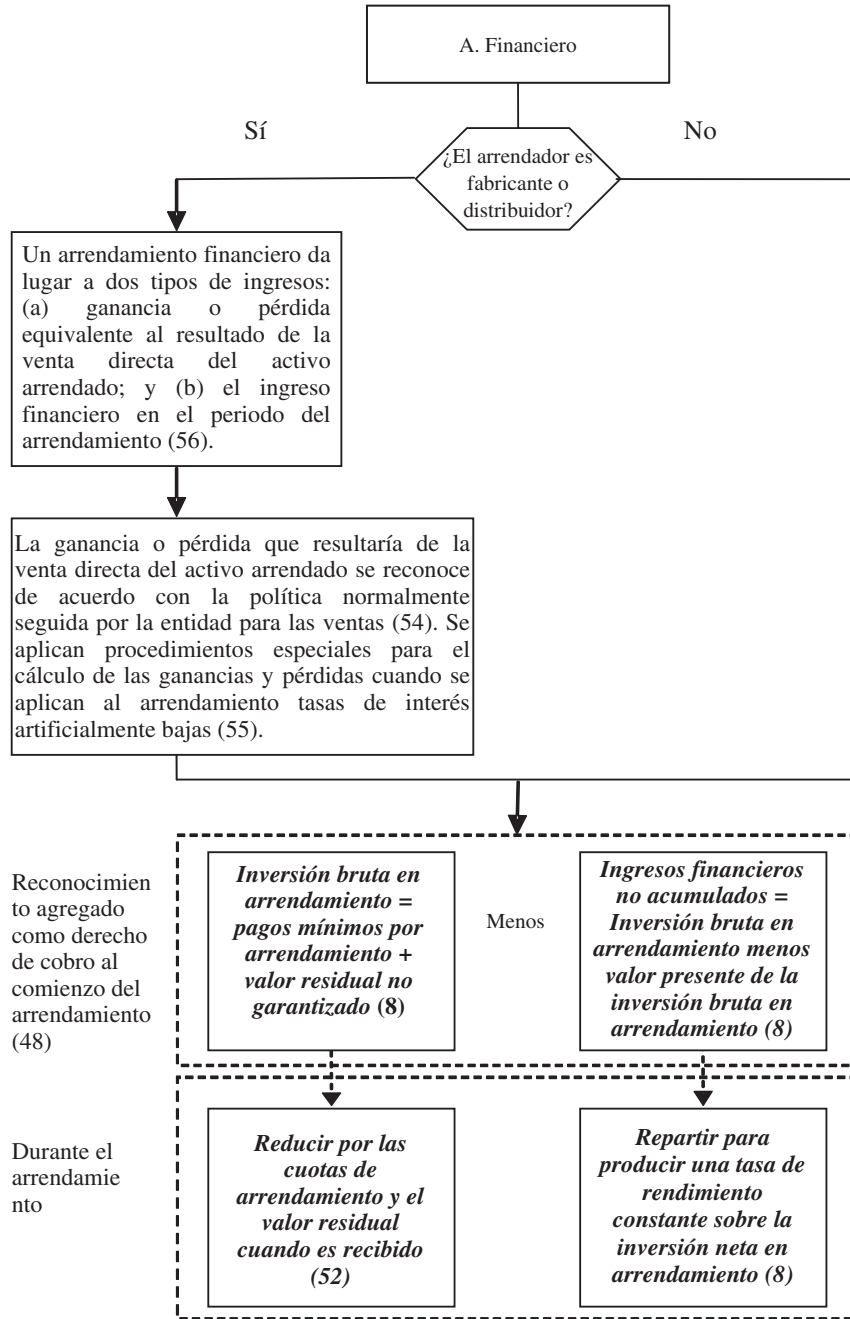 A. Financiero
Sí
No
¿El arrendador es
fabricante o
distribuidor?
Un arrendamiento financiero da
lugar a dos tipos de ingresos:
(a) ganancia o pérdida
equivalente al resultado de la
venta directa del activo
arrendado; y (b) el ingreso
financiero en el periodo del
arrendamiento (56).
La ganancia o pérdida que resultaría de la
venta directa del activo arrendado se reconoce
de acuerdo con la política normalmente
seguida por la entidad para las ventas (54). Se
aplican procedimientos especiales para el
cálculo de las ganancias y pérdidas cuando se
aplican al arrendamiento tasas de interés
artificialmente bajas (55).
Reconocimien
to agregado
como derecho
de cobro al
comienzo del
arrendamiento
(48)
Inversión bruta en
arrendamiento =
pagos mínimos por
arrendamiento +
valor residual no
garantizado (8)
Menos
Ingresos financieros
no acumulados =
Inversión bruta en
arrendamiento menos
valor presente de la
inversión bruta en
arrendamiento (8)
Durante el
arrendamie
nto
Reducir por las
cuotas de
arrendamiento y el
valor residual
cuando es recibido
(52)
Repartir para
producir una tasa de
rendimiento
constante sobre la
inversión neta en
arrendamiento (8)